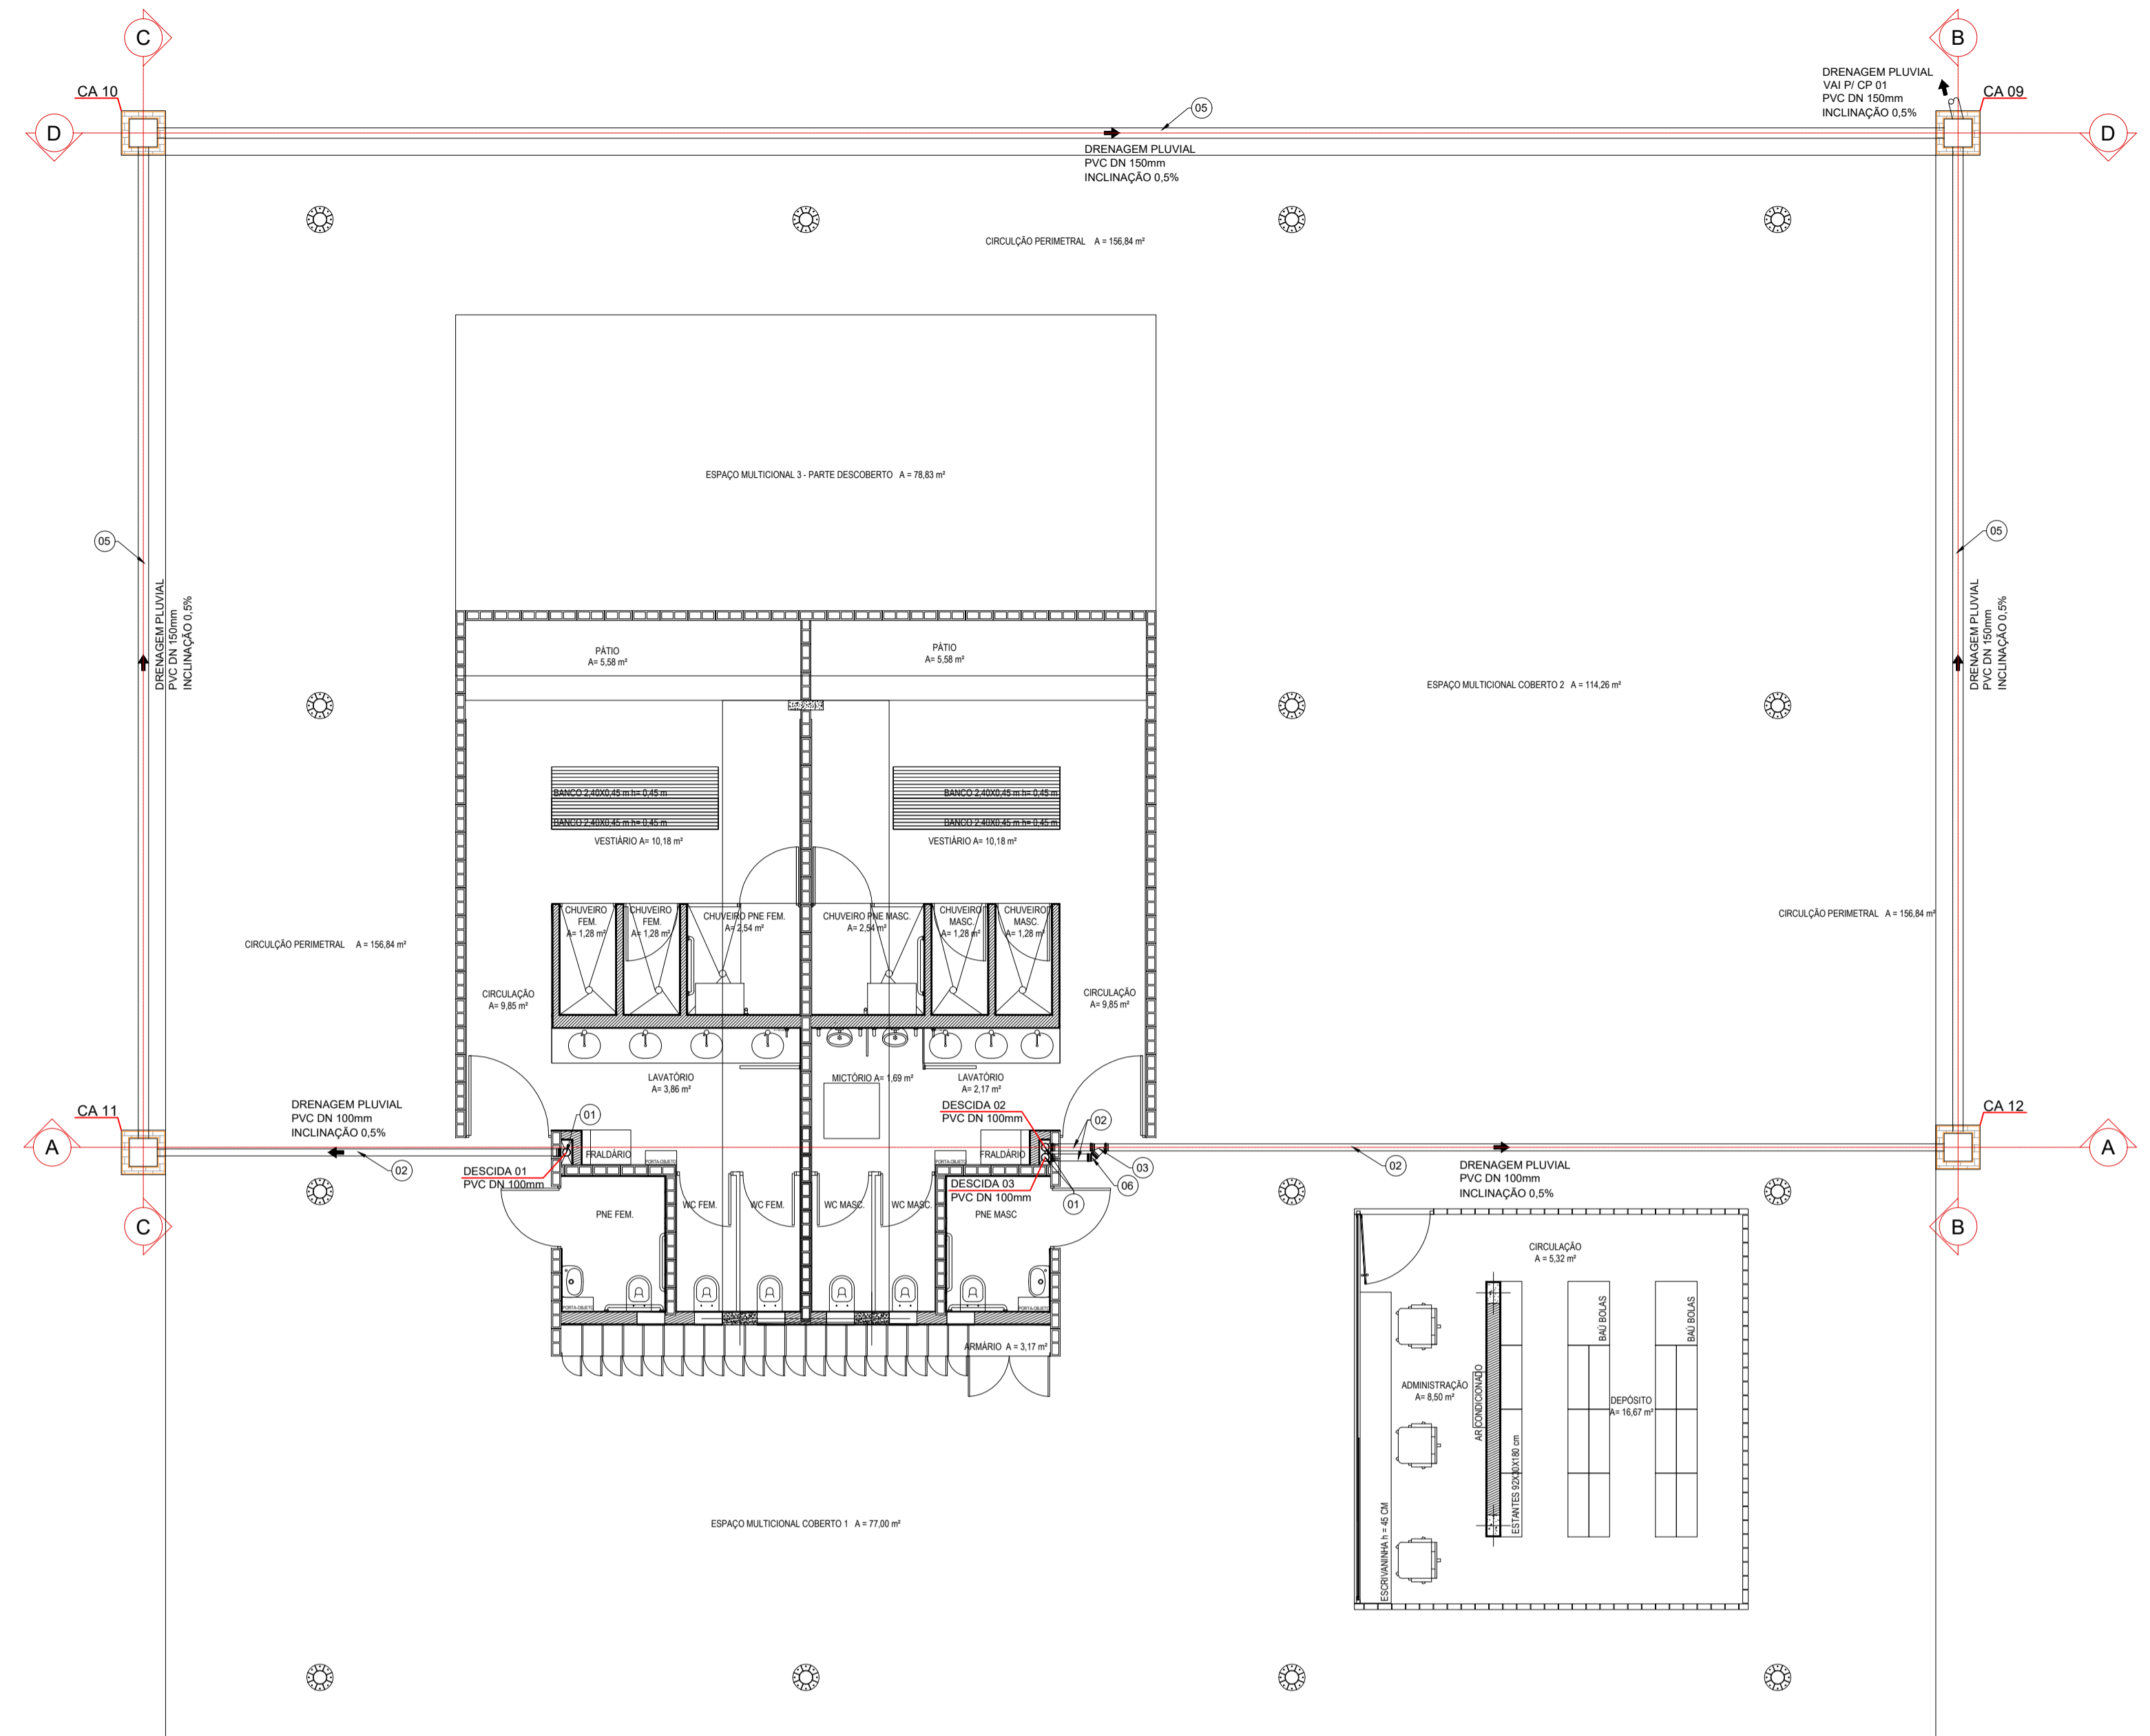 C
B
DRENAGEM PLUVIAL
VAI P/ CP 01
PVC DN 150mm
INCLINAÇÃO 0,5%
CA 10
CA 09
05
D
D
DRENAGEM PLUVIAL
PVC DN 150mm
INCLINAÇÃO 0,5%
CIRCULÇÃO PERIMETRAL A = 156,84 m²
ESPAÇO MULTICIONAL 3 - PARTE DESCOBERTO A = 78,83 m²
05
05
DRENAGEM PLUVIAL
PVC DN 150mm
INCLINAÇÃO 0,5%
DRENAGEM PLUVIAL
PVC DN 150mm
INCLINAÇÃO 0,5%
PÁTIO
A= 5,58 m²
PÁTIO
A= 5,58 m²
ESPAÇO MULTICIONAL COBERTO 2 A = 114,26 m²
BANCO 2,40X0,45 m h= 0,45 m
BANCO 2,40X0,45 m h= 0,45 m
BANCO 2,40X0,45 m h= 0,45 m
BANCO 2,40X0,45 m h= 0,45 m
VESTIÁRIO A= 10,18 m²
VESTIÁRIO A= 10,18 m²
CHUVEIRO
FEM.
A= 1,28 m²
CHUVEIRO
FEM.
A= 1,28 m²
CHUVEIRO PNE FEM.
A= 2,54 m²
CHUVEIRO PNE MASC.
A= 2,54 m²
CHUVEIRO
MASC.
A= 1,28 m²
CHUVEIRO
MASC.
A= 1,28 m²
CIRCULÇÃO PERIMETRAL A = 156,84 m²
CIRCULÇÃO PERIMETRAL A = 156,84 m²
CIRCULAÇÃO
A= 9,85 m²
CIRCULAÇÃO
A= 9,85 m²
LAVATÓRIO
A= 3,86 m²
MICTÓRIO A= 1,69 m²
LAVATÓRIO
A= 2,17 m²
CA 11
DRENAGEM PLUVIAL
PVC DN 100mm
INCLINAÇÃO 0,5%
01
DESCIDA 02
PVC DN 100mm
02
CA 12
A
A
02
FRALDÁRIO
PORTA-OBJETO
PORTA-OBJETO
FRALDÁRIO
03
02
DRENAGEM PLUVIAL
PVC DN 100mm
INCLINAÇÃO 0,5%
DESCIDA 01
PVC DN 100mm
DESCIDA 03
PVC DN 100mm
06
01
C
B
PNE FEM.
WC FEM.
WC FEM.
WC MASC.
WC MASC.
PNE MASC
PORTA-OBJETO
PORTA-OBJETO
ARMÁRIO A = 3,17 m²
CIRCULAÇÃO
A = 5,32 m²
BAÚ BOLAS
BAÚ BOLAS
ADMINISTRAÇÃO
A= 8,50 m²
AR CONDICIONADO
DEPÓSITO
A= 16,67 m²
ESTANTES 92X30X180 cm
ESCRIVANINHA h = 45 CM
ESPAÇO MULTICIONAL COBERTO 1 A = 77,00 m²